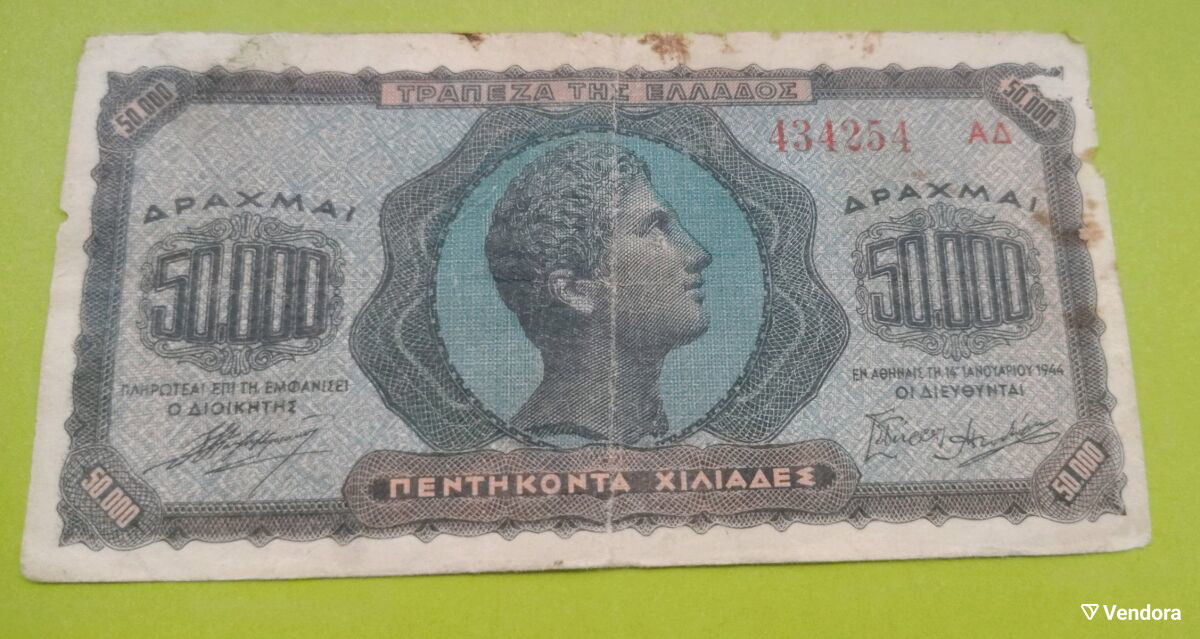 ΤΡΑΠΕΖΑ ΤΗΣ ΕΛΛΑΔΟΣ
50.000
50.000
434254 ΑΔ
ΔΡΑΧΜΑΙ
50.000
ΔΡΑΧΜΑΙ
50.000
ΠΛΗΡΩΤΕΑΙ ΕΠΙ ΤΗ ΕΜΦΑΝΙΣΕΙ
Ο ΔΙΟΙΚΗΤΗΣ
ΕΝ ΑΘΗΝΑΙΣ ΤΗ 14 ΙΑΝΟΥΑΡΙΟΥ 1944
ΟΙ ΔΙΕΥΘΥΝΤΑΙ
ΠΕΝΤΗΚΟΝΤΑ ΧΙΛΙΑΔΕΣ
50.000
50.000
Vendora